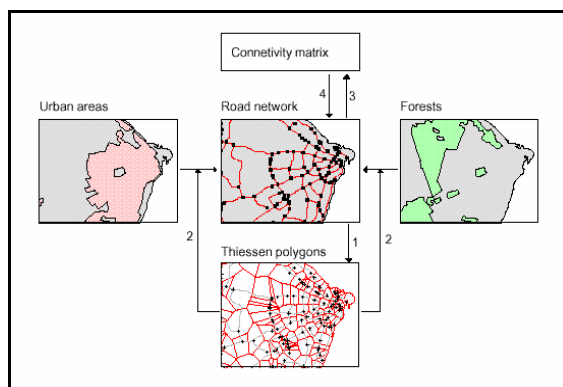 Connetivity matrix
4 3
Urban areas
Road network
Forests
2
1
2
Thiessen polygons